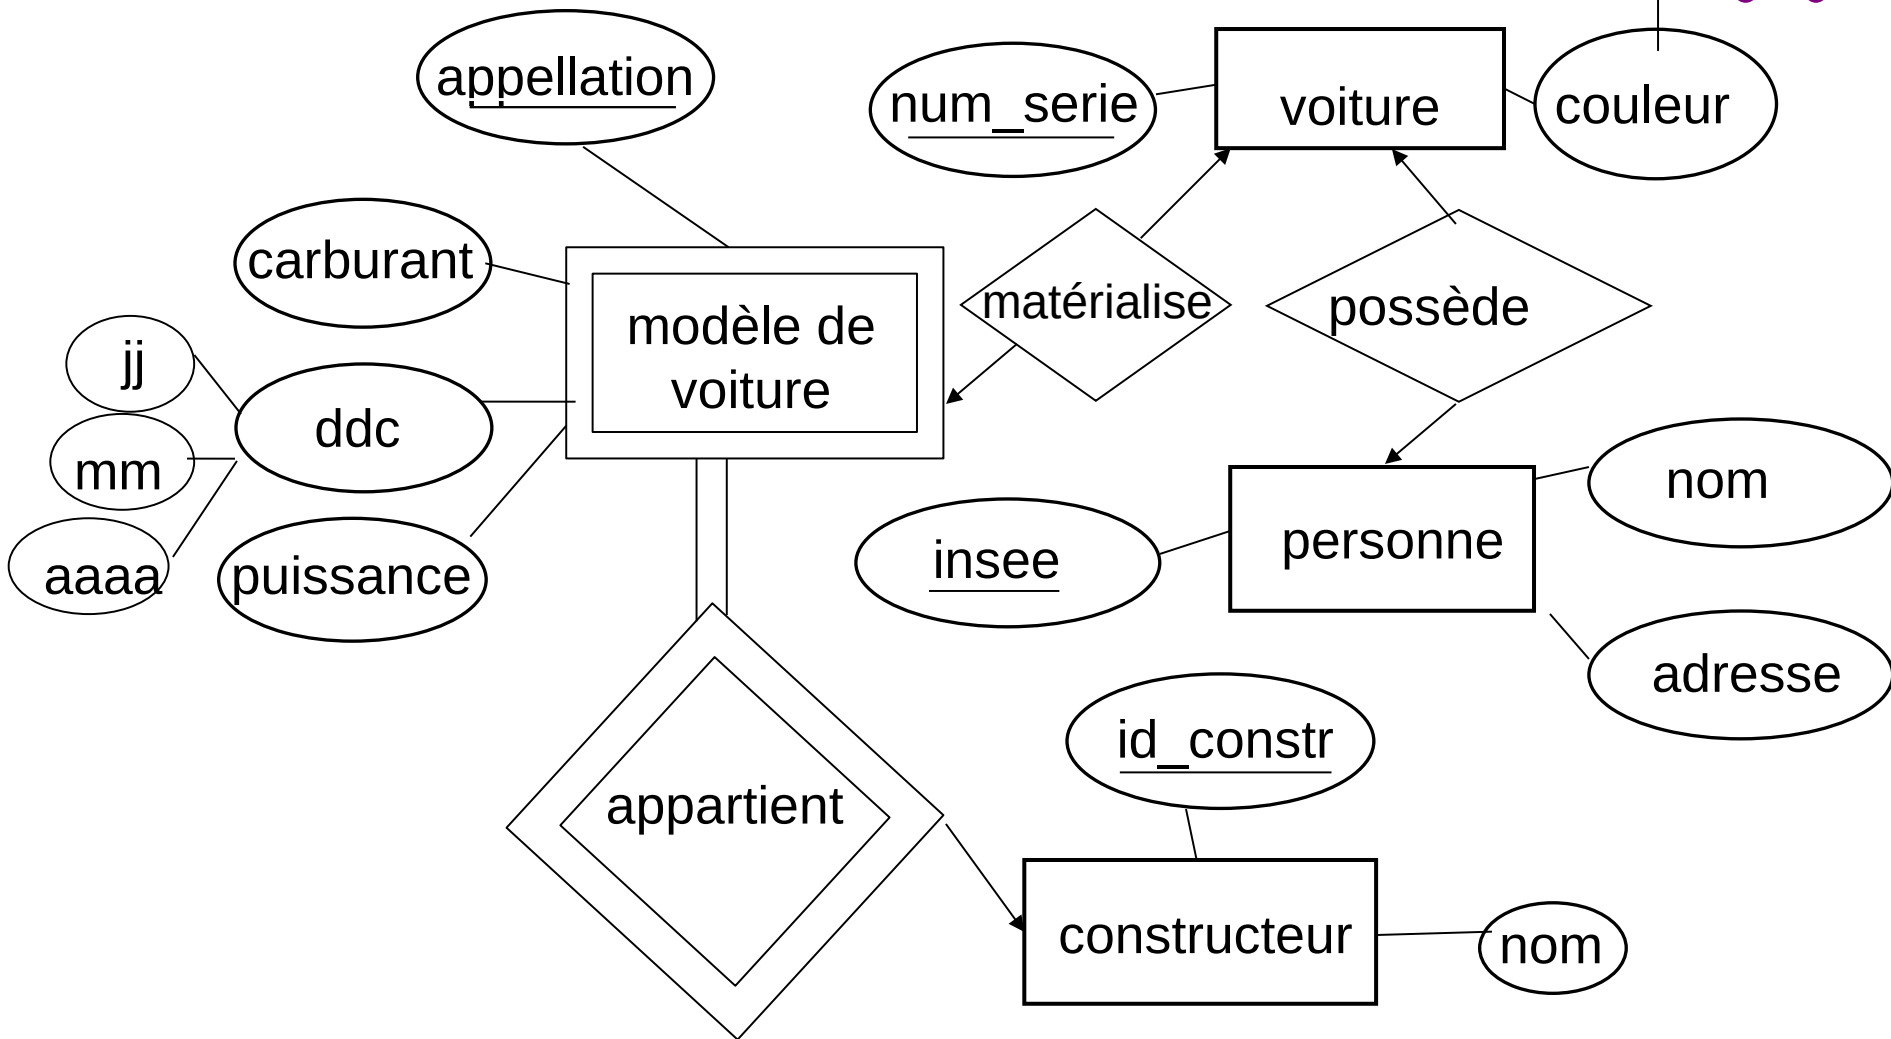 appellation
num_serie
voiture
couleur
carburant
modèle de
voiture
matérialise
possède
jj
ddc
mm
nom
aaaa
puissance
insee
personne
adresse
id_constr
appartient
constructeur
nom